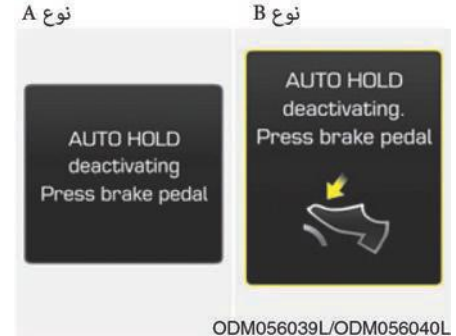 نوع A
نوع B
AUTO HOLD
deactivating
Press brake pedal
AUTO HOLD
deactivating.
Press brake pedal
ODM056039L/ODM056040L